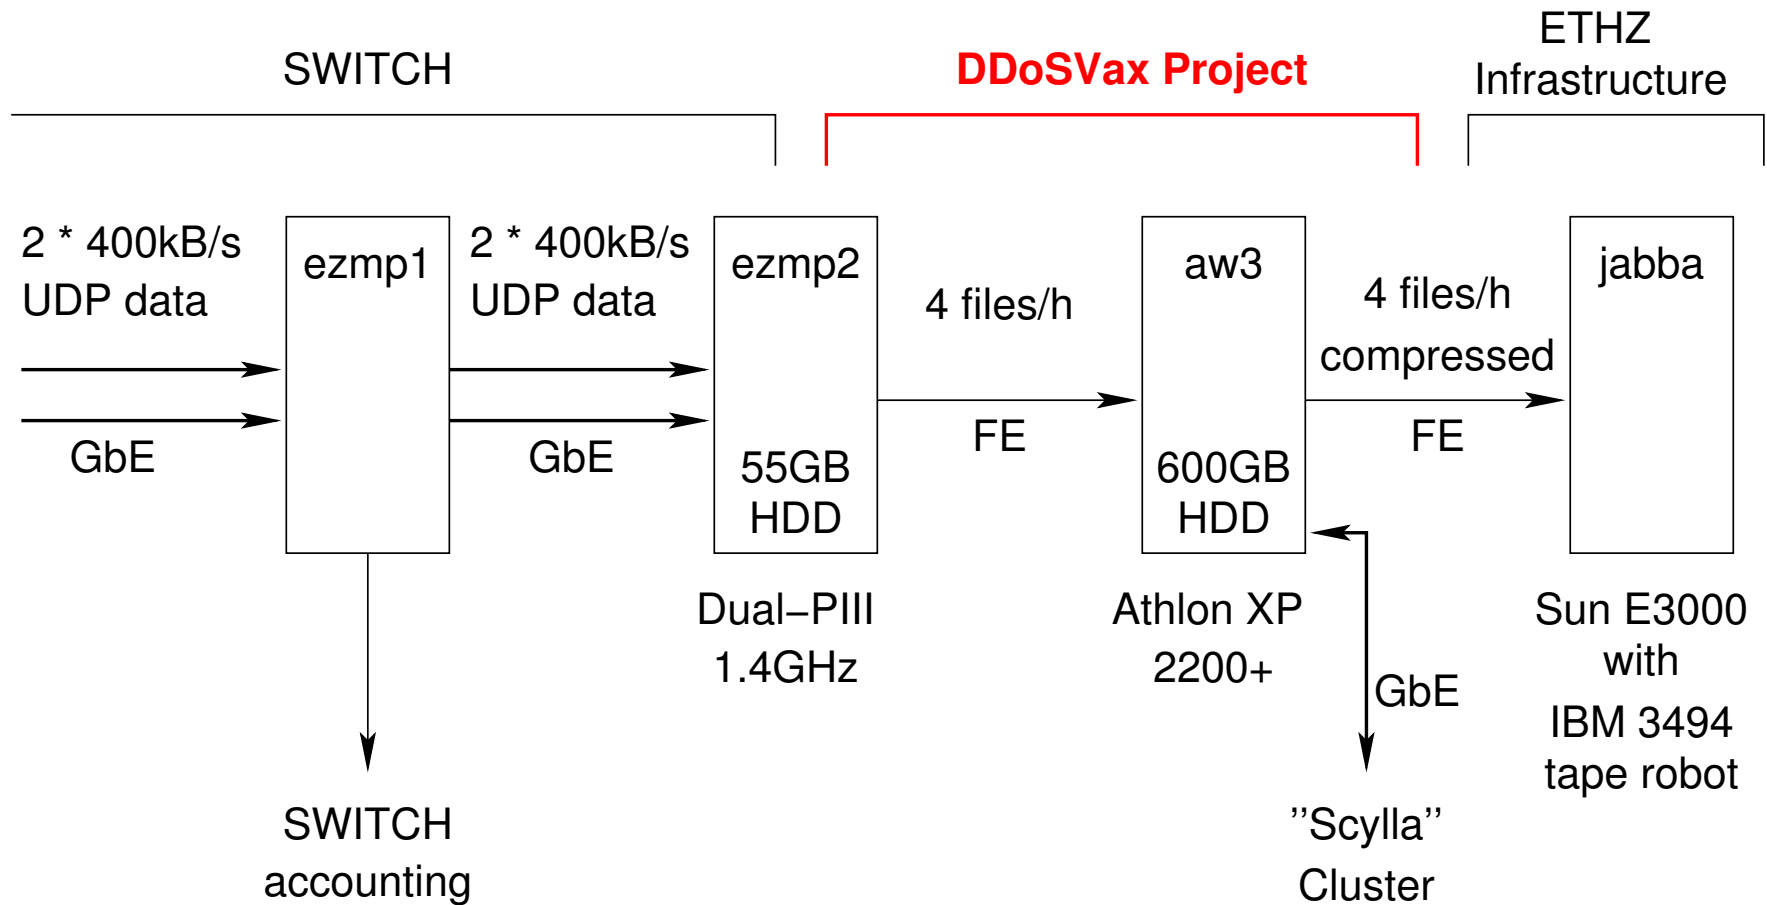 SWITCH
DDoSVax Project
ETHZ
Infrastructure
2 * 400kB/s
UDP data
GbE
ezmp1
2 * 400kB/s
UDP data
GbE
ezmp2
55GB
HDD
Dual−PIII
1.4GHz
4 files/h
FE
aw3
600GB
HDD
Athlon XP
2200+
4 files/h
compressed
FE
jabba
Sun E3000
with
IBM 3494
tape robot
GbE
SWITCH
accounting
’’Scylla’’
Cluster